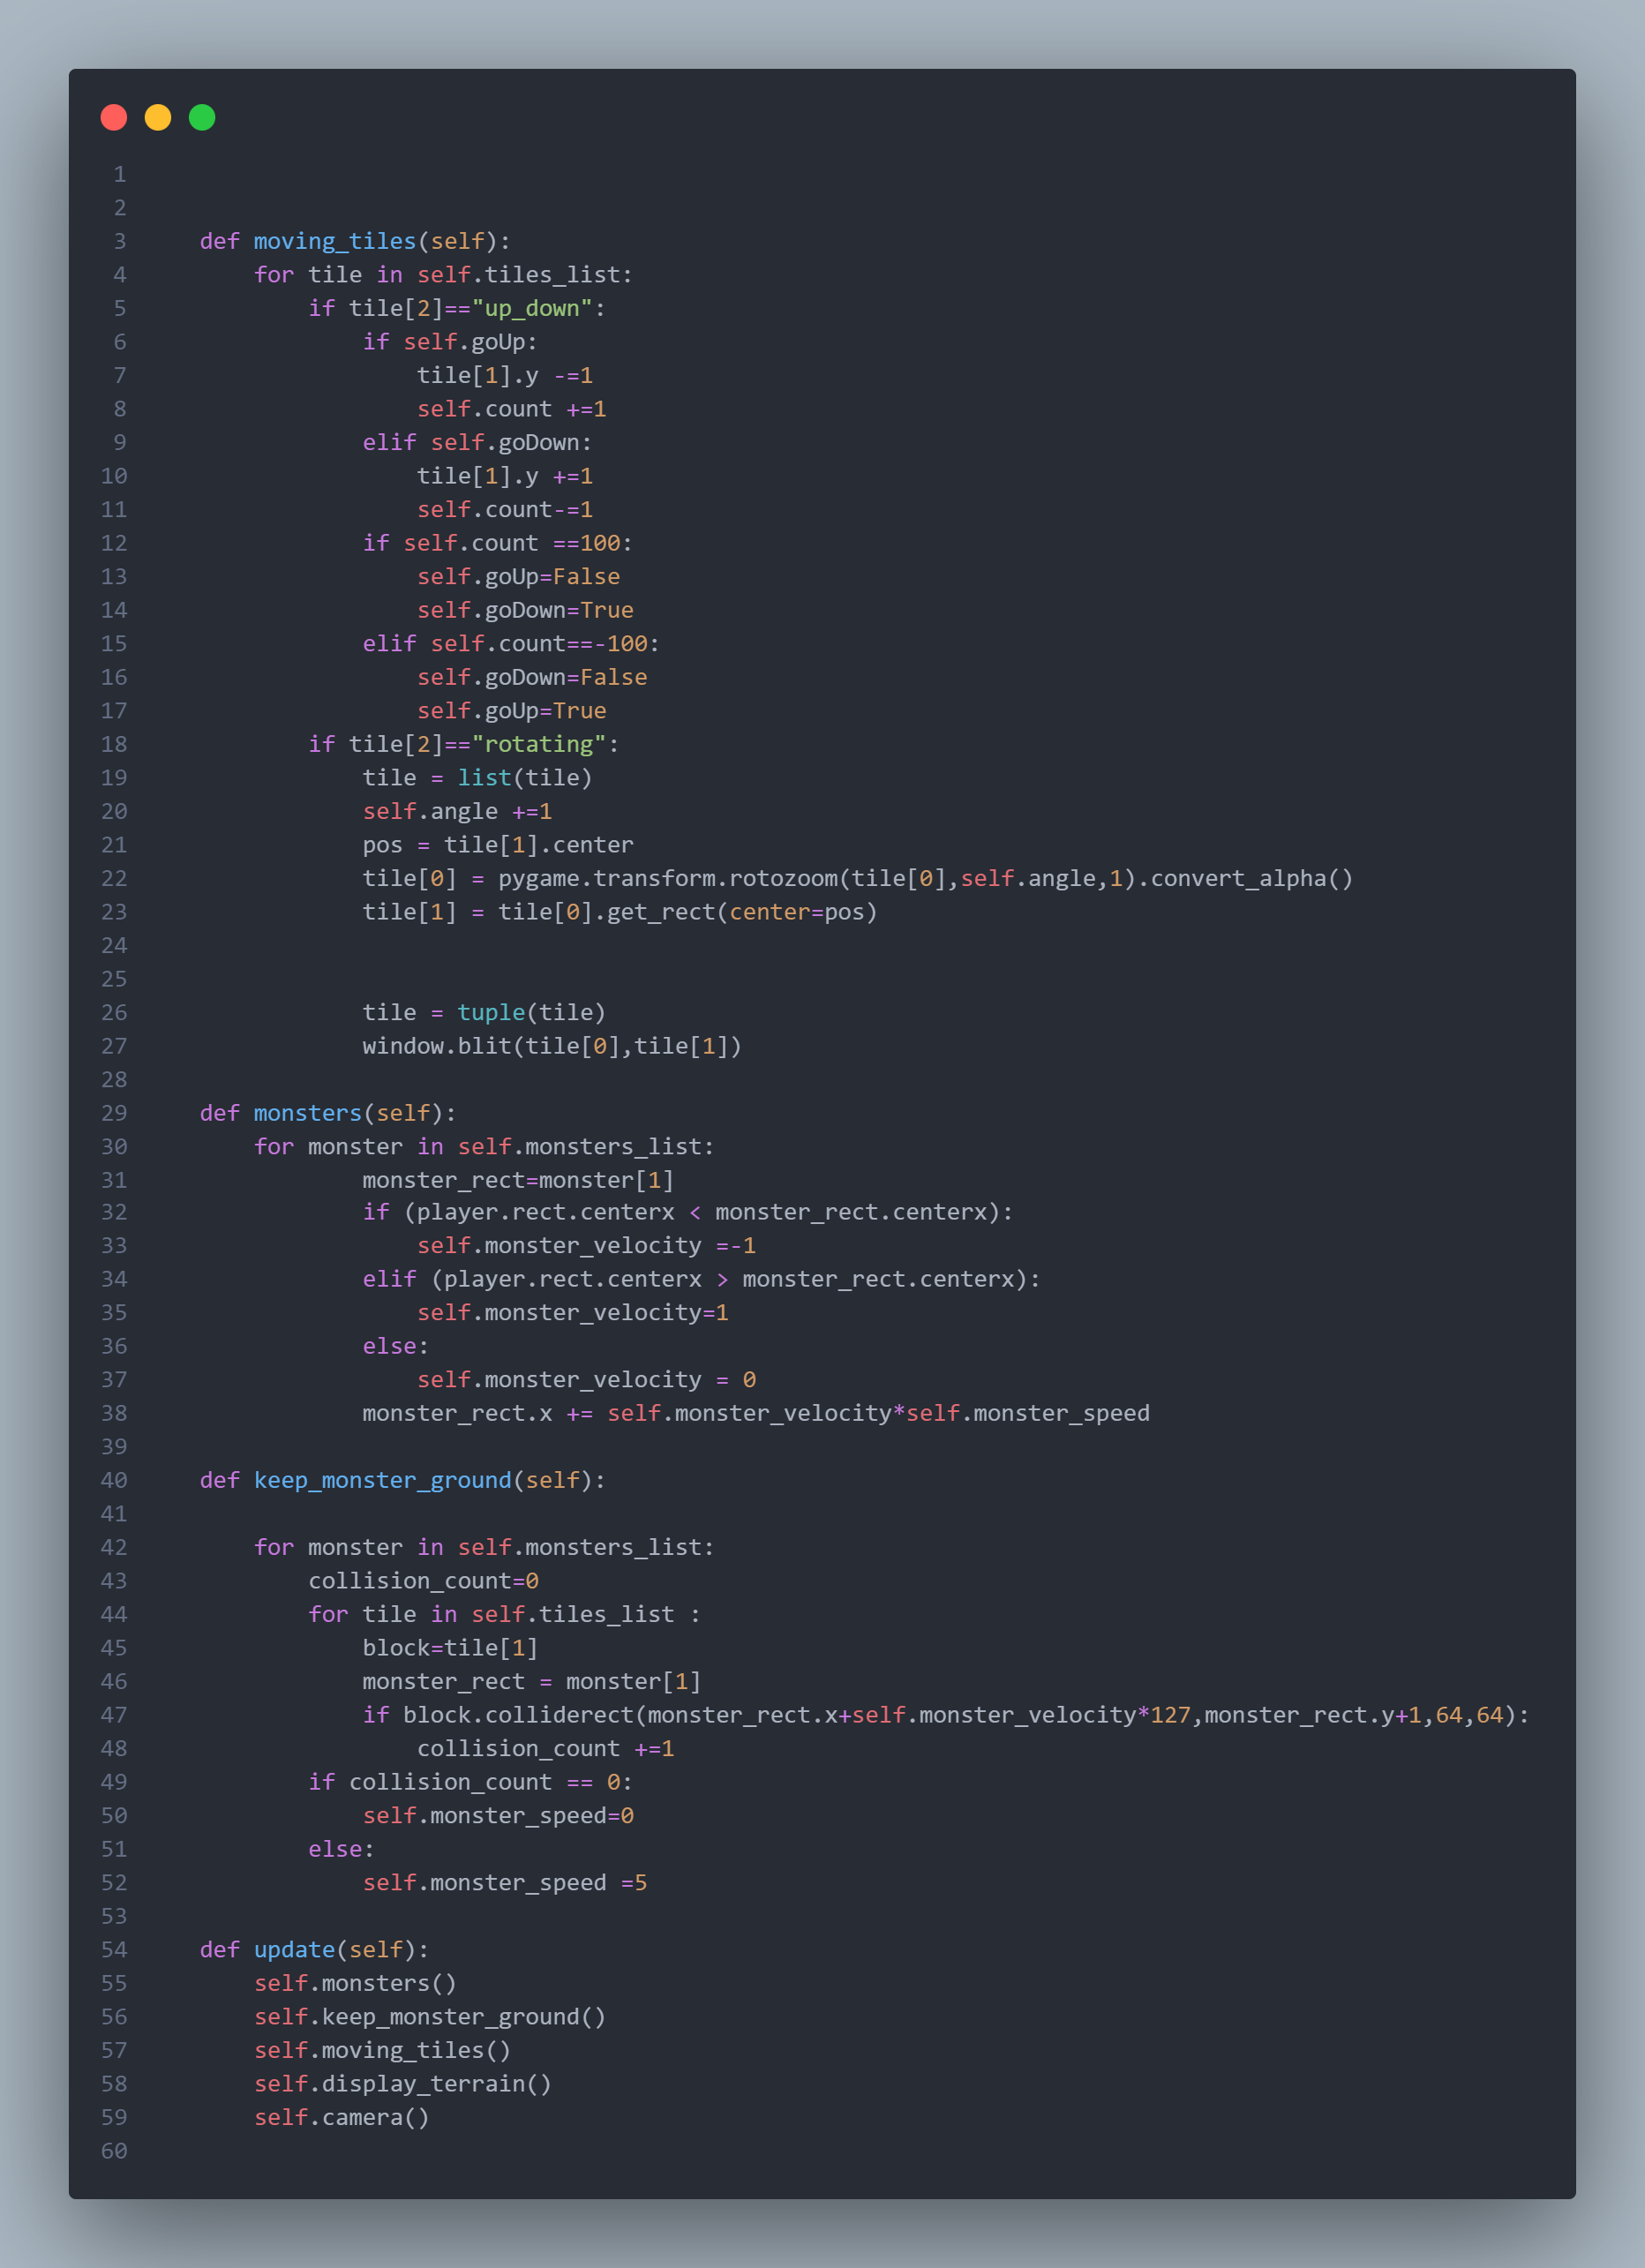 1
2
3     def moving_tiles(self):
4         for tile in self.tiles_list:
5             if tile[2]=="up_down":
6                 if self.goUp:
7                     tile[1].y -=1
8                     self.count +=1
9                 elif self.goDown:
10                     tile[1].y +=1
11                     self.count-=1
12                 if self.count ==100:
13                     self.goUp=False
14                     self.goDown=True
15                 elif self.count==-100:
16                     self.goDown=False
17                     self.goUp=True
18             if tile[2]=="rotating":
19                 tile = list(tile)
20                 self.angle +=1
21                 pos = tile[1].center
22                 tile[0] = pygame.transform.rotozoom(tile[0],self.angle,1).convert_alpha()
23                 tile[1] = tile[0].get_rect(center=pos)
24
25
26                 tile = tuple(tile)
27                 window.blit(tile[0],tile[1])
28
29     def monsters(self):
30         for monster in self.monsters_list:
31                 monster_rect=monster[1]
32                 if (player.rect.centerx < monster_rect.centerx):
33                     self.monster_velocity =-1
34                 elif (player.rect.centerx > monster_rect.centerx):
35                     self.monster_velocity=1
36                 else:
37                     self.monster_velocity = 0
38                 monster_rect.x += self.monster_velocity*self.monster_speed
39
40     def keep_monster_ground(self):
41
42         for monster in self.monsters_list:
43             collision_count=0
44             for tile in self.tiles_list :
45                 block=tile[1]
46                 monster_rect = monster[1]
47                 if block.colliderect(monster_rect.x+self.monster_velocity*127,monster_rect.y+1,64,64):
48                     collision_count +=1
49             if collision_count == 0:
50                 self.monster_speed=0
51             else:
52                 self.monster_speed =5
53
54     def update(self):
55         self.monsters()
56         self.keep_monster_ground()
57         self.moving_tiles()
58         self.display_terrain()
59         self.camera()
60